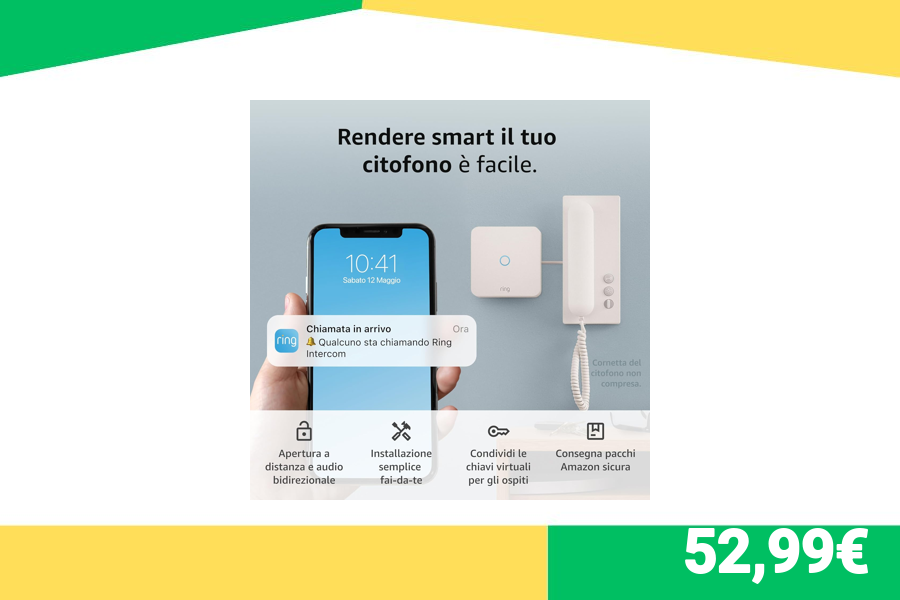 Rendere smart il tuo
citofono è facile.
10:41
Sabato 12 Maggio
ring
Chiamata in arrivo
Ora
Qualcuno sta chiamando Ring
Intercom
ring
Cornetta del
citofono non
compresa.
Apertura a
distanza e audio
bidirezionale
Installazione
semplice
fai-da-te
Condividi le
chiavi virtuali
per gli ospiti
Consegna pacchi
Amazon sicura
52,99€